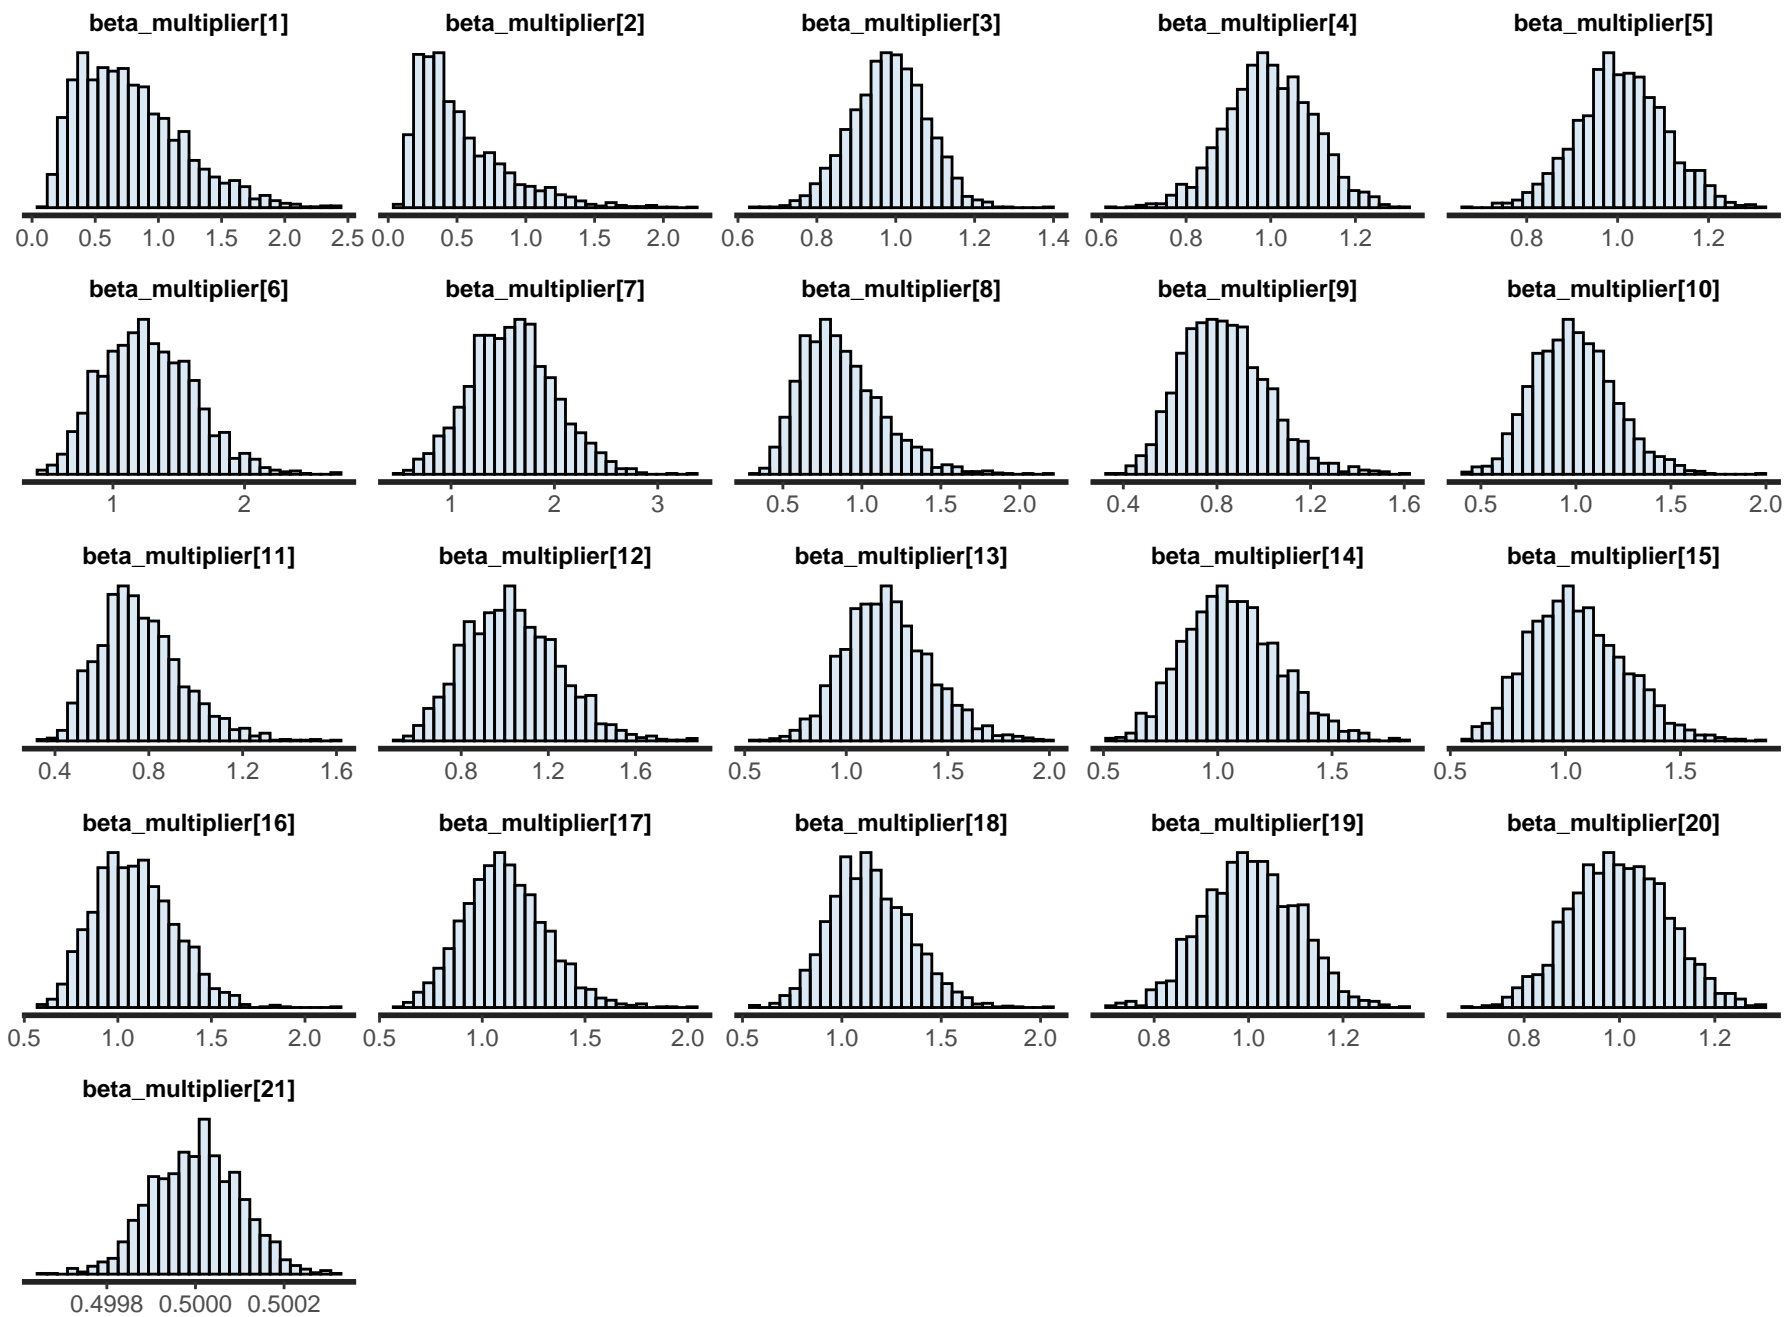 beta_multiplier[1] beta_multiplier[2] beta_multiplier[3] beta_multiplier[4] beta_multiplier[5]
0.0 0.5 1.0 1.5 2.0 2.5 0.0 0.5 1.0 1.5 2.0 0.6 0.8 1.0 1.2 1.4 0.6 0.8 1.0 1.2 0.8 1.0 1.2
beta_multiplier[6] beta_multiplier[7] beta_multiplier[8] beta_multiplier[9] beta_multiplier[10]
1 2 1 2 3 0.5 1.0 1.5 2.0 0.4 0.8 1.2 1.6 0.5 1.0 1.5 2.0
beta_multiplier[11] beta_multiplier[12] beta_multiplier[13] beta_multiplier[14] beta_multiplier[15]
0.4 0.8 1.2 1.6 0.8 1.2 1.6 0.5 1.0 1.5 2.0 0.5 1.0 1.5 0.5 1.0 1.5
beta_multiplier[16] beta_multiplier[17] beta_multiplier[18] beta_multiplier[19] beta_multiplier[20]
0.5 1.0 1.5 2.0 0.5 1.0 1.5 2.0 0.5 1.0 1.5 2.0 0.8 1.0 1.2 0.8 1.0 1.2
beta_multiplier[21]
0.4998 0.5000 0.5002